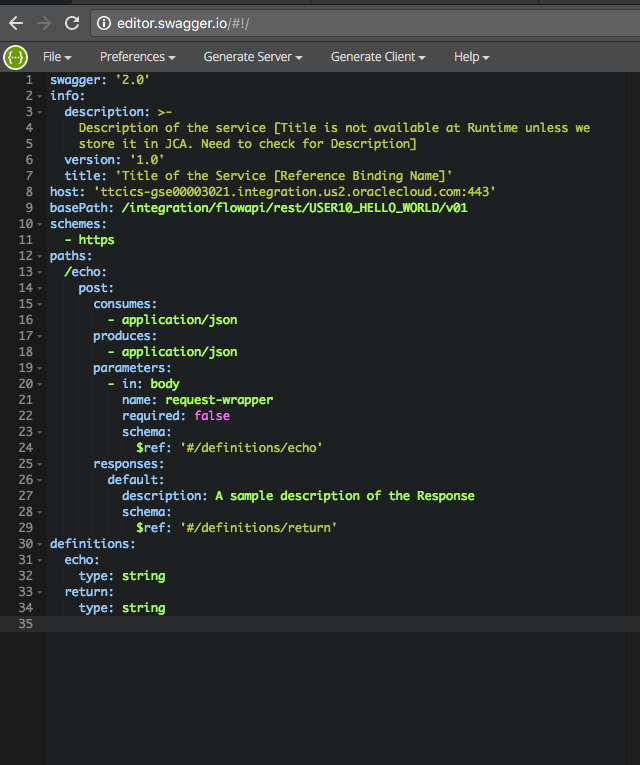 editor.swagger.io/#!/
{···} File Preferences Generate Server Generate Client Help
1 swagger: '2.0'
2 info:
3   description: >-
4     Description of the service [Title is not available at Runtime unless we
5     store it in JCA. Need to check for Description]
6   version: '1.0'
7   title: 'Title of the Service [Reference Binding Name]'
8 host: 'ttcics-gse00003021.integration.us2.oraclecloud.com:443'
9 basePath: /integration/flowapi/rest/USER10_HELLO_WORLD/v01
10 schemes:
11   - https
12 paths:
13   /echo:
14     post:
15       consumes:
16         - application/json
17       produces:
18         - application/json
19       parameters:
20         - in: body
21           name: request-wrapper
22           required: false
23           schema:
24             $ref: '#/definitions/echo'
25       responses:
26         default:
27           description: A sample description of the Response
28           schema:
29             $ref: '#/definitions/return'
30 definitions:
31   echo:
32     type: string
33   return:
34     type: string
35